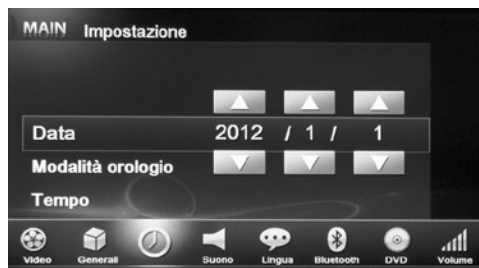 MAIN Impostazione
Data 2012 / 1 / 1
Modalità orologio
Tempo
Video Generali Suono Lingua Bluetooth DVD Volume